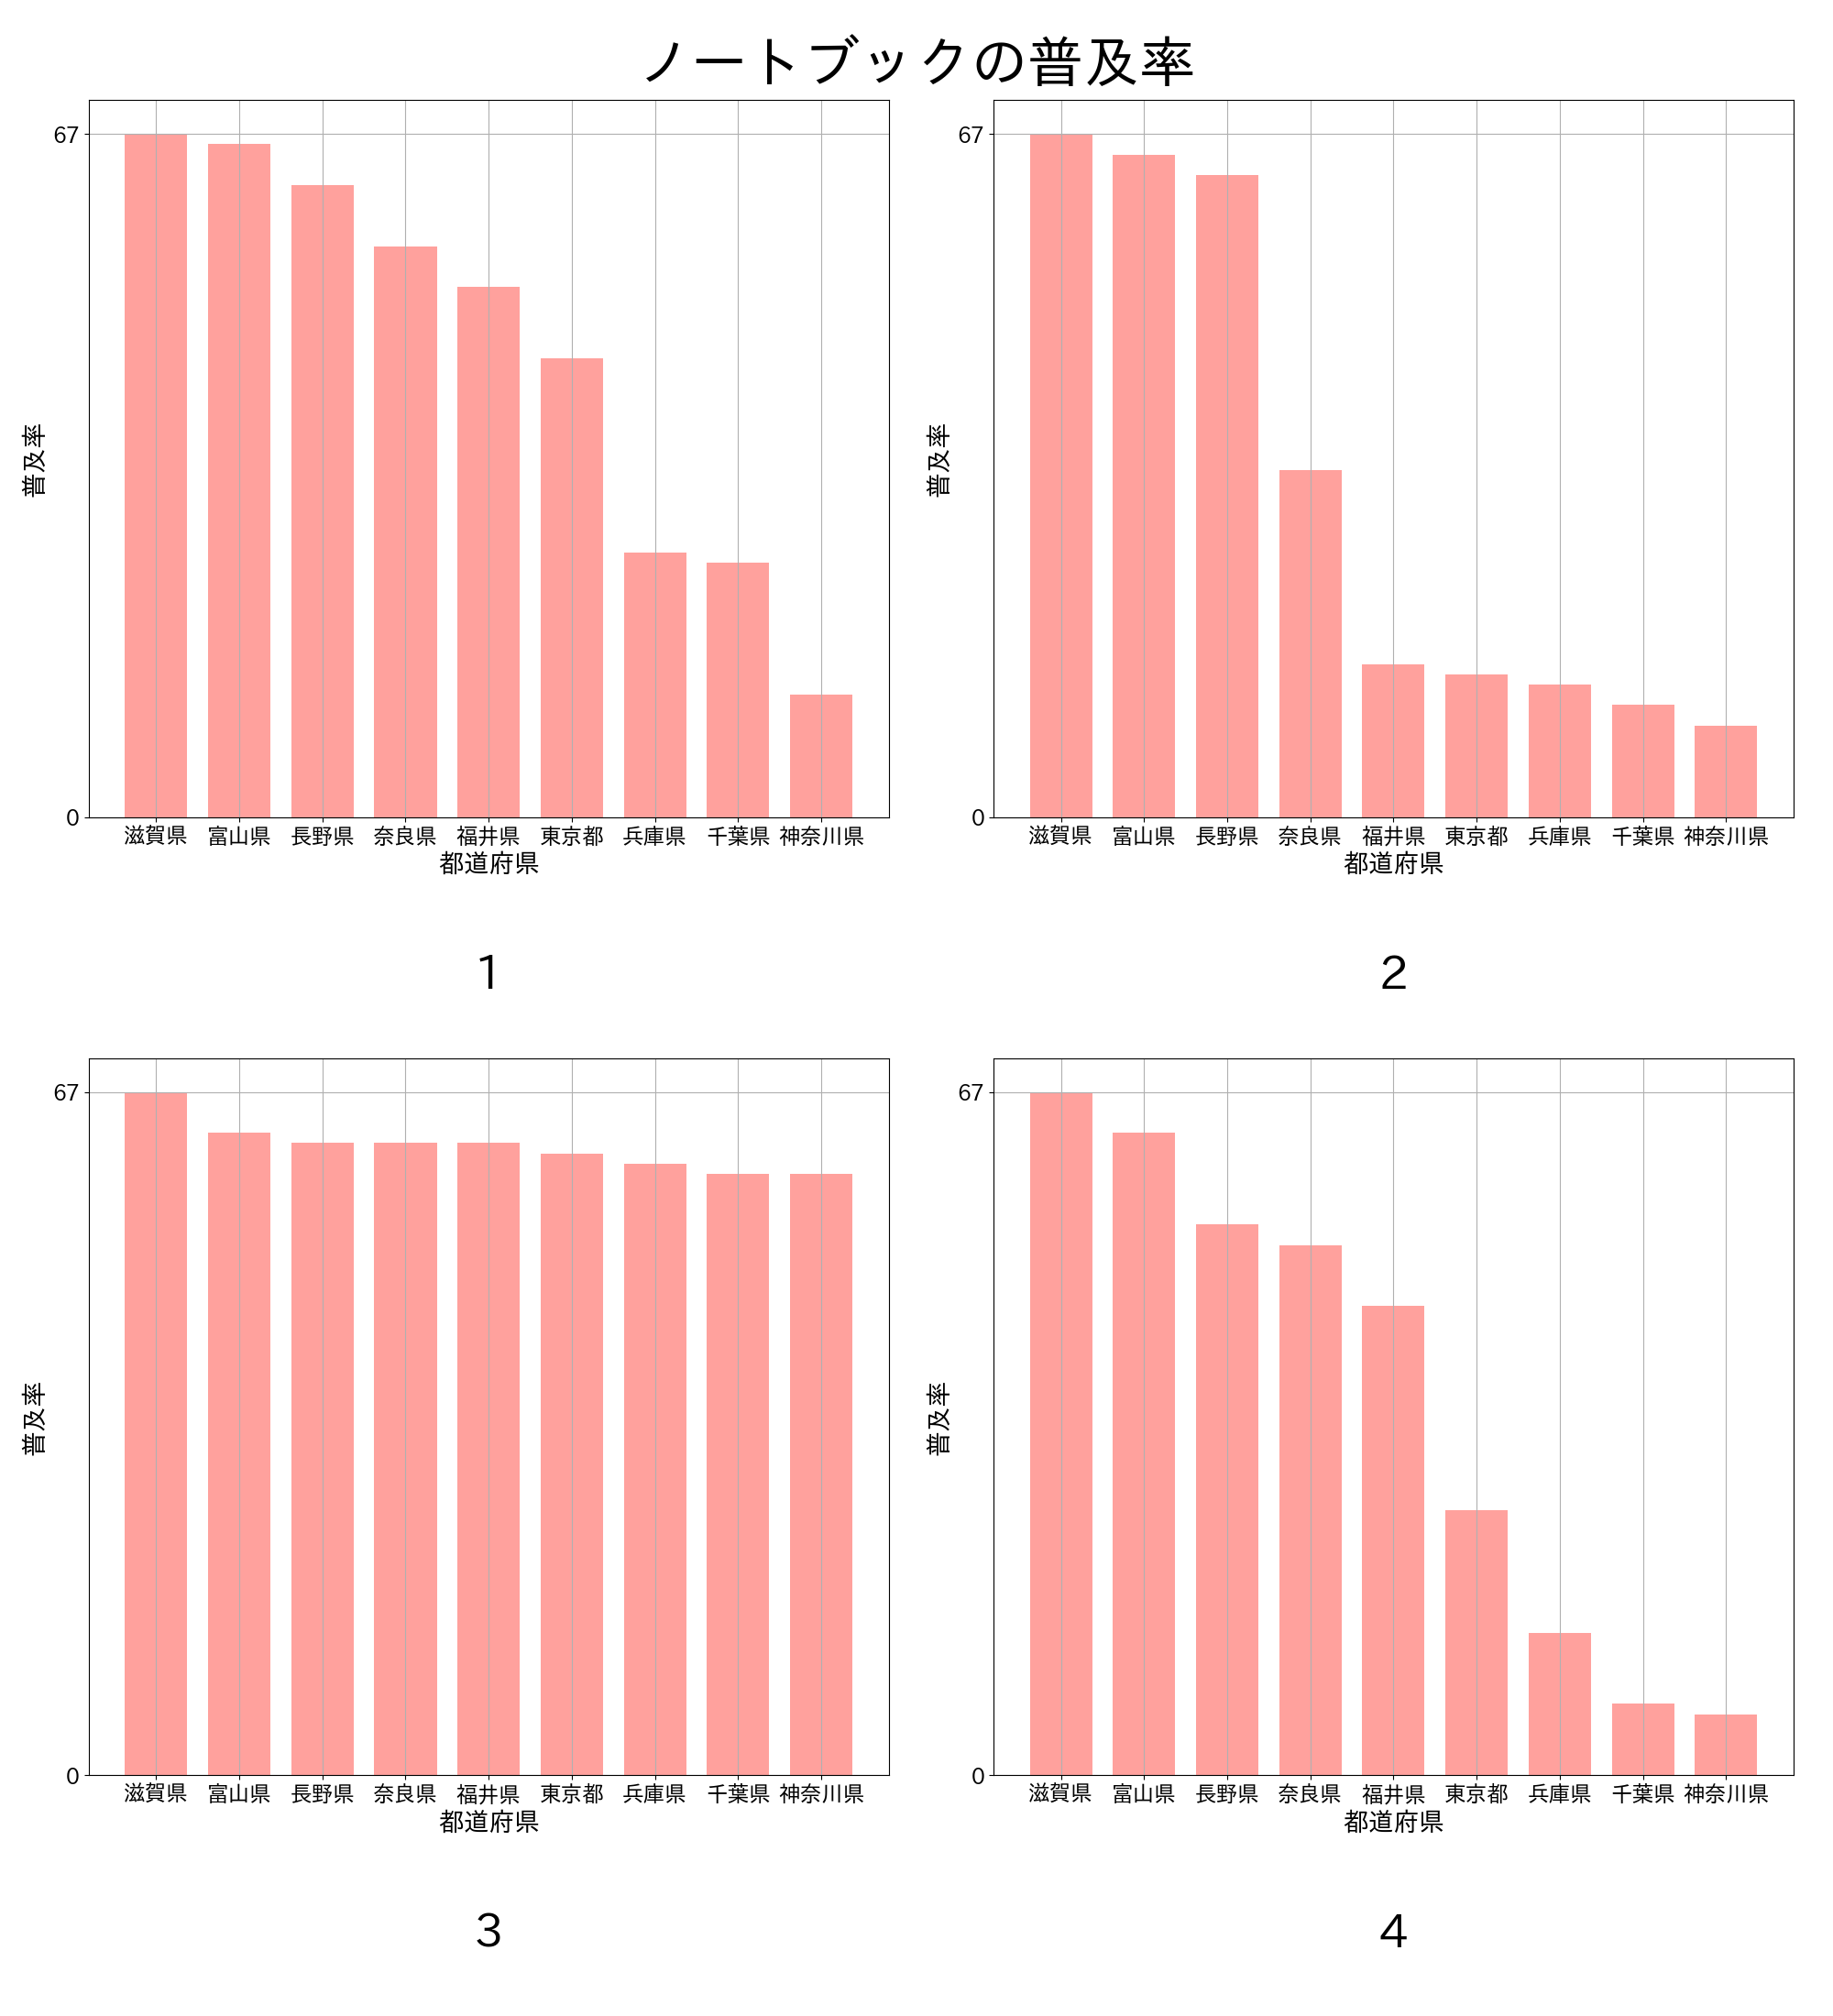 ノートブックの普及率
67
0
普及率
滋賀県 富山県 長野県 奈良県 福井県 東京都 兵庫県 千葉県 神奈川県
都道府県
1
67
0
普及率
滋賀県 富山県 長野県 奈良県 福井県 東京都 兵庫県 千葉県 神奈川県
都道府県
2
67
0
普及率
滋賀県 富山県 長野県 奈良県 福井県 東京都 兵庫県 千葉県 神奈川県
都道府県
3
67
0
普及率
滋賀県 富山県 長野県 奈良県 福井県 東京都 兵庫県 千葉県 神奈川県
都道府県
4